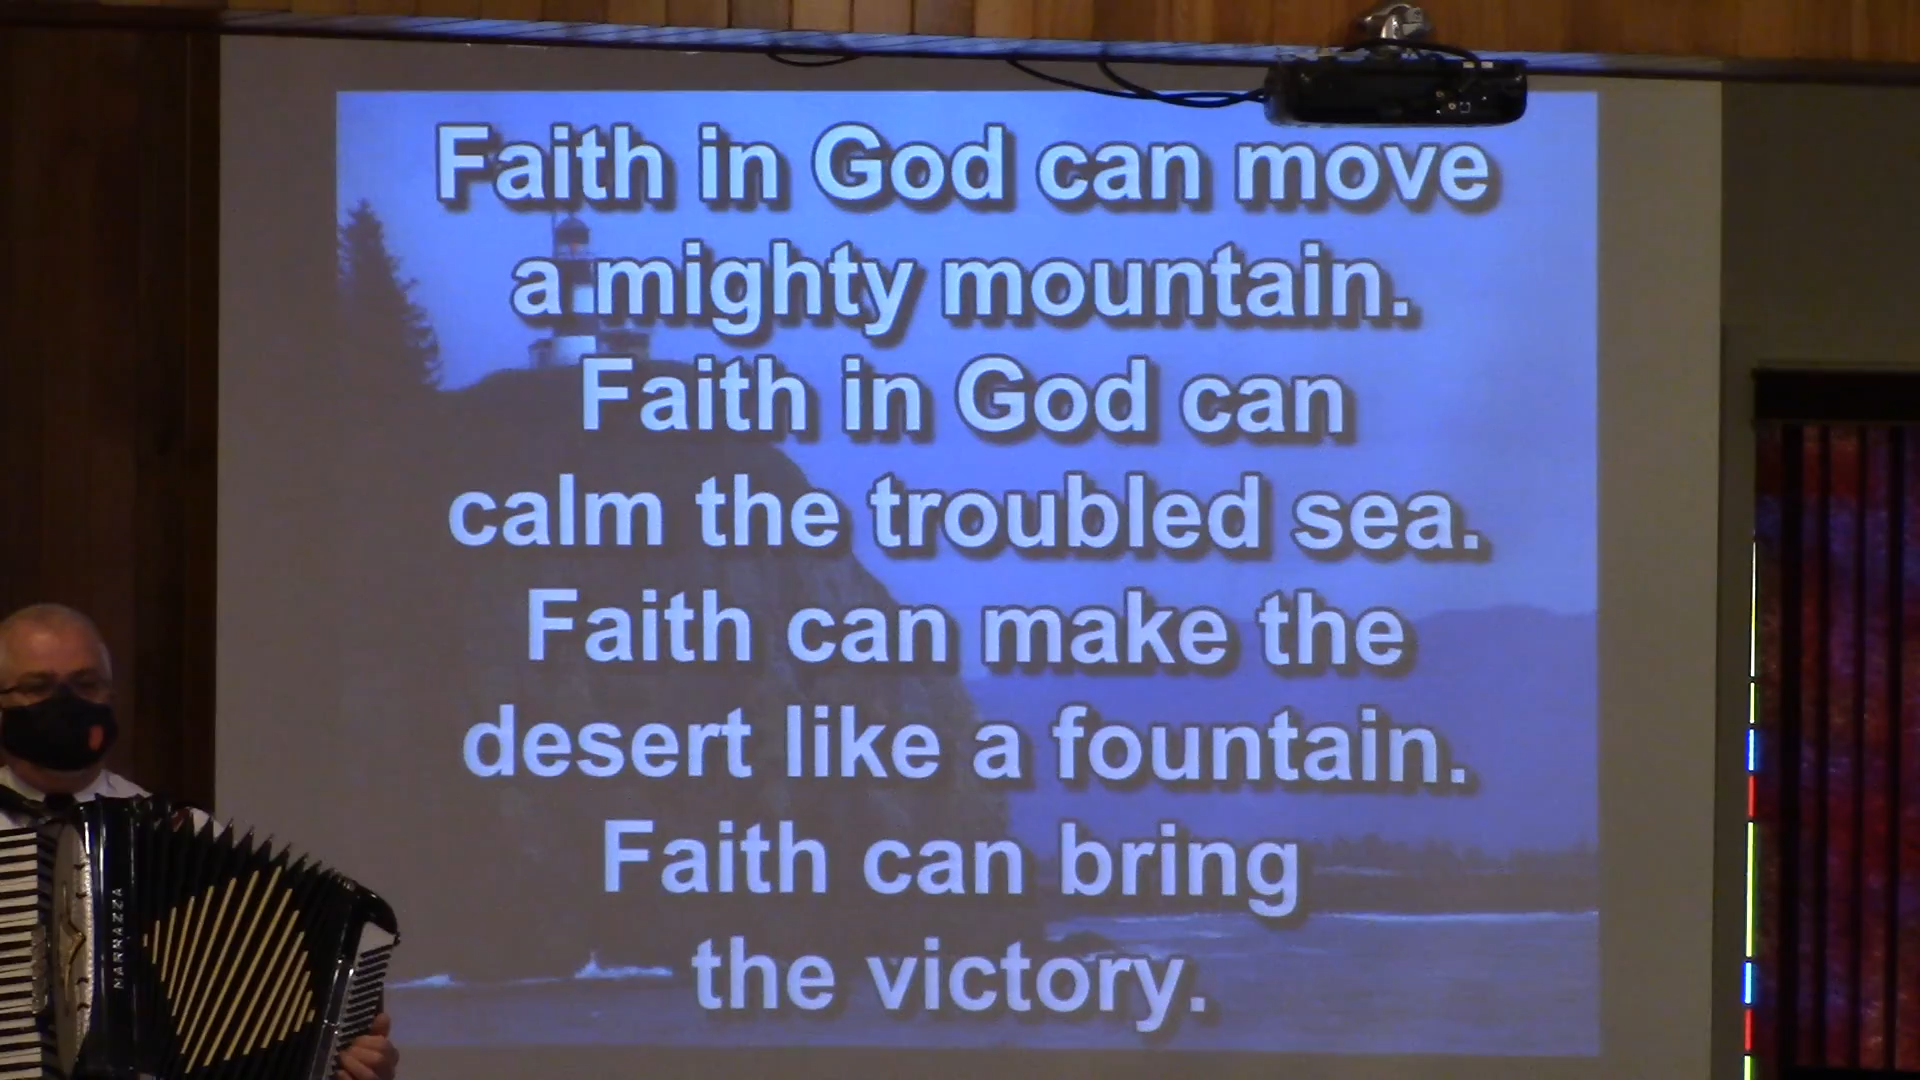 Faith in God can move
a mighty mountain.
Faith in God can
calm the troubled sea.
Faith can make the
desert like a fountain.
Faith can bring
the victory.
MARRAZZA